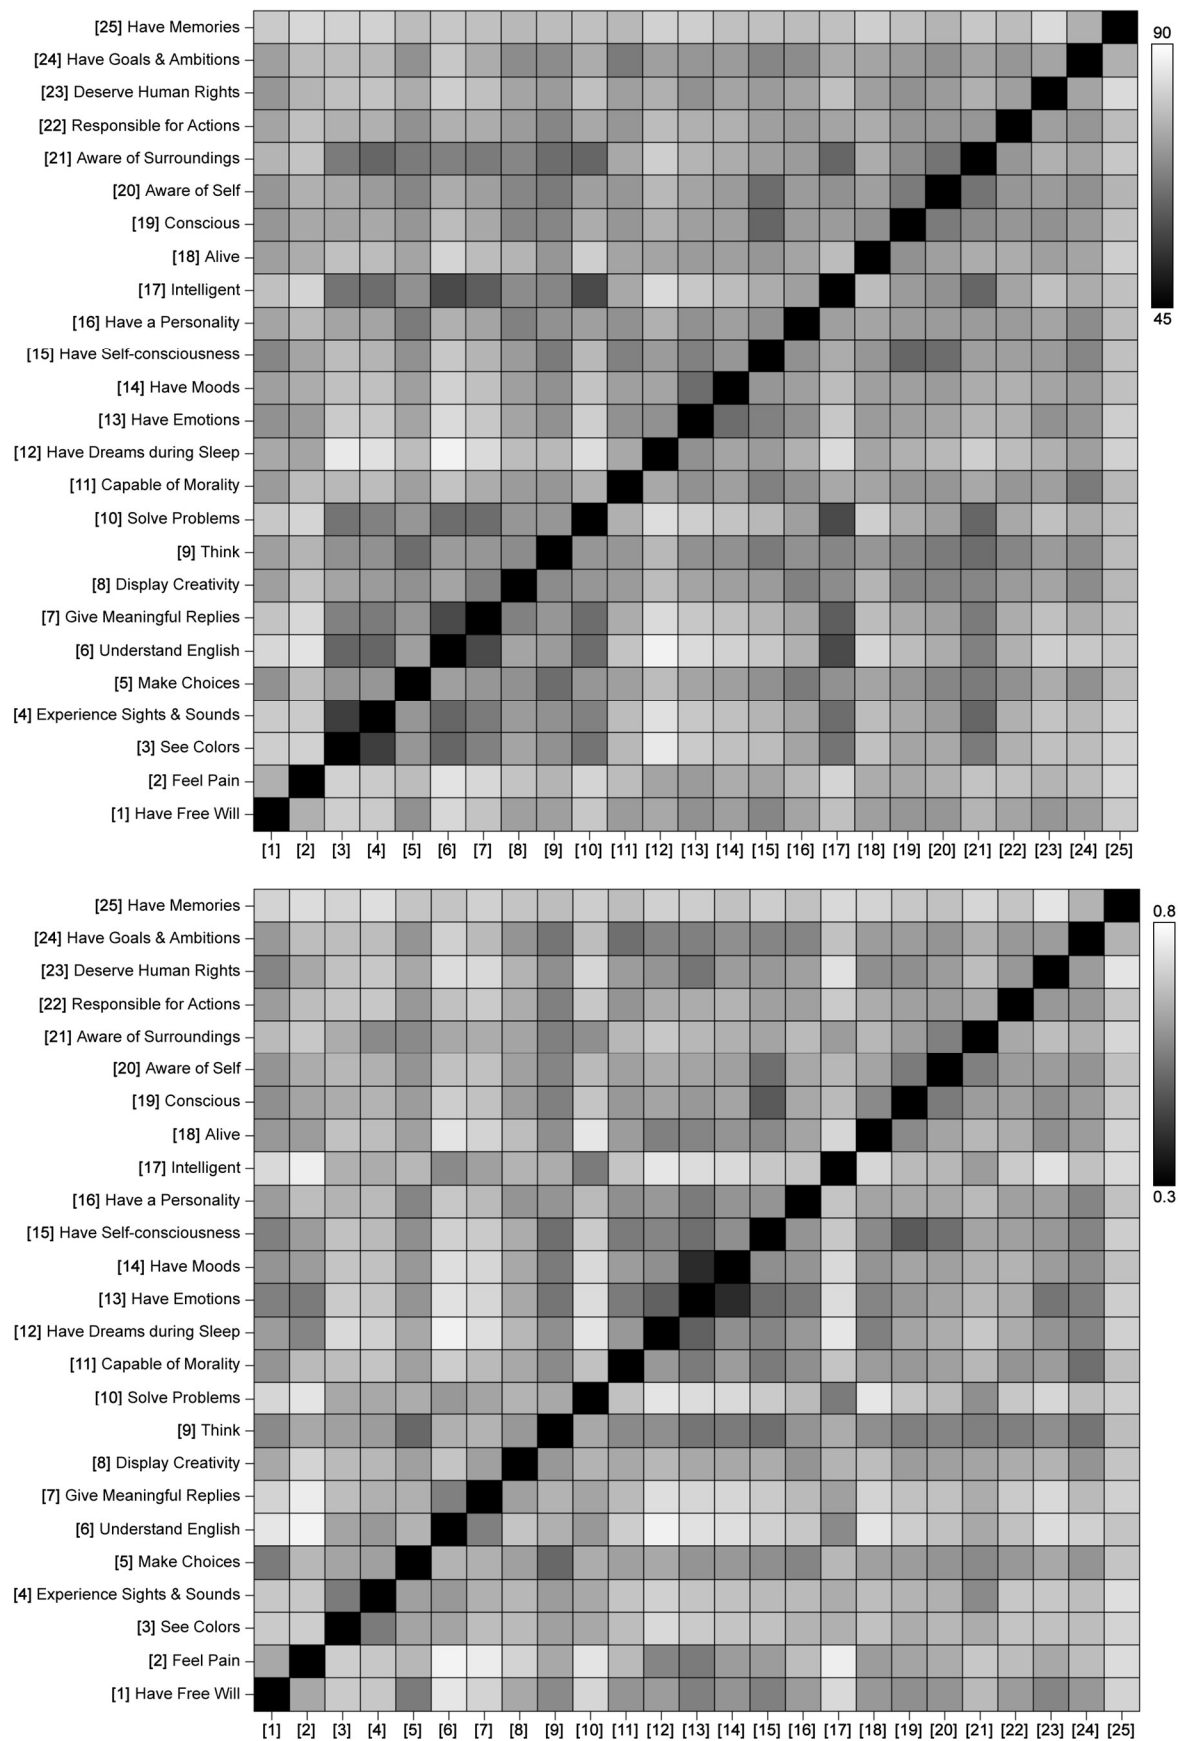 [25] Have Memories
90
[24] Have Goals & Ambitions
[23] Deserve Human Rights
[22] Responsible for Actions
[21] Aware of Surroundings
[20] Aware of Self
[19] Conscious
[18] Alive
[17] Intelligent
45
[16] Have a Personality
[15] Have Self-consciousness
[14] Have Moods
[13] Have Emotions
[12] Have Dreams during Sleep
[11] Capable of Morality
[10] Solve Problems
[9] Think
[8] Display Creativity
[7] Give Meaningful Replies
[6] Understand English
[5] Make Choices
[4] Experience Sights & Sounds
[3] See Colors
[2] Feel Pain
[1] Have Free Will
[1] [2] [3] [4] [5] [6] [7] [8] [9] [10] [11] [12] [13] [14] [15] [16] [17] [18] [19] [20] [21] [22] [23] [24] [25]
[25] Have Memories
0.8
[24] Have Goals & Ambitions
[23] Deserve Human Rights
[22] Responsible for Actions
[21] Aware of Surroundings
[20] Aware of Self
[19] Conscious
[18] Alive
[17] Intelligent
0.3
[16] Have a Personality
[15] Have Self-consciousness
[14] Have Moods
[13] Have Emotions
[12] Have Dreams during Sleep
[11] Capable of Morality
[10] Solve Problems
[9] Think
[8] Display Creativity
[7] Give Meaningful Replies
[6] Understand English
[5] Make Choices
[4] Experience Sights & Sounds
[3] See Colors
[2] Feel Pain
[1] Have Free Will
[1] [2] [3] [4] [5] [6] [7] [8] [9] [10] [11] [12] [13] [14] [15] [16] [17] [18] [19] [20] [21] [22] [23] [24] [25]